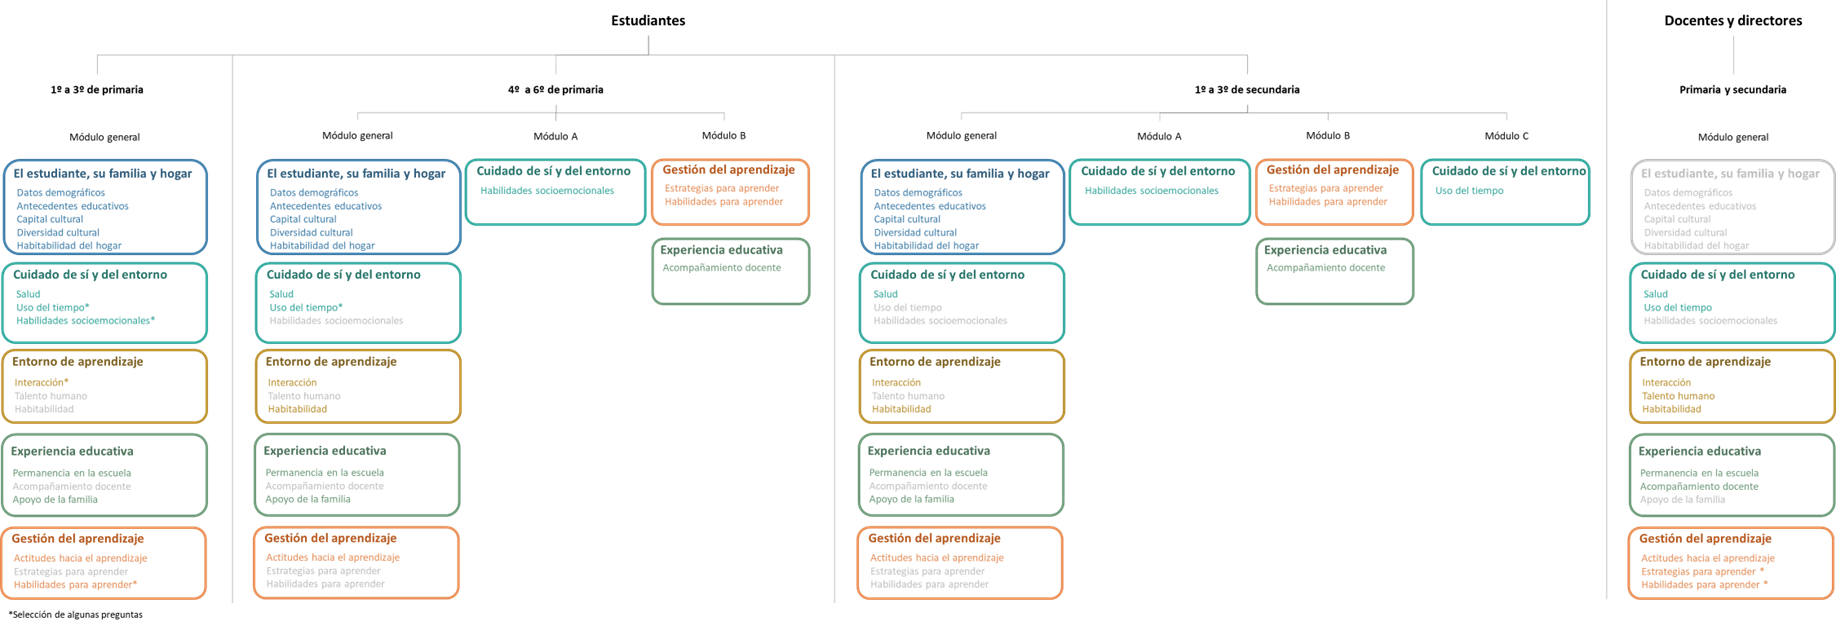 Estudiantes
Docentes y directores
1º a 3º de primaria
4º a 6º de primaria
1º a 3º de secundaria
Primaria y secundaria
Módulo general
Módulo general
Módulo A
Módulo B
Módulo general
Módulo A
Módulo B
Módulo C
Módulo general
El estudiante, su familia y hogar
Datos demográficos
Antecedentes educativos
Capital cultural
Diversidad cultural
Habitabilidad del hogar
Cuidado de sí y del entorno
Salud
Uso del tiempo*
Habilidades socioemocionales*
Entorno de aprendizaje
Interacción*
Talento humano
Habitabilidad
Experiencia educativa
Permanencia en la escuela
Acompañamiento docente
Apoyo de la familia
Gestión del aprendizaje
Actitudes hacia el aprendizaje
Estrategias para aprender
Habilidades para aprender*
El estudiante, su familia y hogar
Datos demográficos
Antecedentes educativos
Capital cultural
Diversidad cultural
Habitabilidad del hogar
Cuidado de sí y del entorno
Salud
Uso del tiempo*
Habilidades socioemocionales
Entorno de aprendizaje
Interacción
Talento humano
Habitabilidad
Experiencia educativa
Permanencia en la escuela
Acompañamiento docente
Apoyo de la familia
Gestión del aprendizaje
Actitudes hacia el aprendizaje
Estrategias para aprender
Habilidades para aprender
Cuidado de sí y del entorno
Habilidades socioemocionales
Gestión del aprendizaje
Estrategias para aprender
Habilidades para aprender
Experiencia educativa
Acompañamiento docente
El estudiante, su familia y hogar
Datos demográficos
Antecedentes educativos
Capital cultural
Diversidad cultural
Habitabilidad del hogar
Cuidado de sí y del entorno
Salud
Uso del tiempo
Habilidades socioemocionales
Entorno de aprendizaje
Interacción
Talento humano
Habitabilidad
Experiencia educativa
Permanencia en la escuela
Acompañamiento docente
Apoyo de la familia
Gestión del aprendizaje
Actitudes hacia el aprendizaje
Estrategias para aprender
Habilidades para aprender
Cuidado de sí y del entorno
Habilidades socioemocionales
Gestión del aprendizaje
Estrategias para aprender
Habilidades para aprender
Experiencia educativa
Acompañamiento docente
Cuidado de sí y del entorno
Uso del tiempo
El estudiante, su familia y hogar
Datos demográficos
Antecedentes educativos
Capital cultural
Diversidad cultural
Habitabilidad del hogar
Cuidado de sí y del entorno
Salud
Uso del tiempo
Habilidades socioemocionales
Entorno de aprendizaje
Interacción
Talento humano
Habitabilidad
Experiencia educativa
Permanencia en la escuela
Acompañamiento docente
Apoyo de la familia
Gestión del aprendizaje
Actitudes hacia el aprendizaje
Estrategias para aprender *
Habilidades para aprender *
*Selección de algunas preguntas